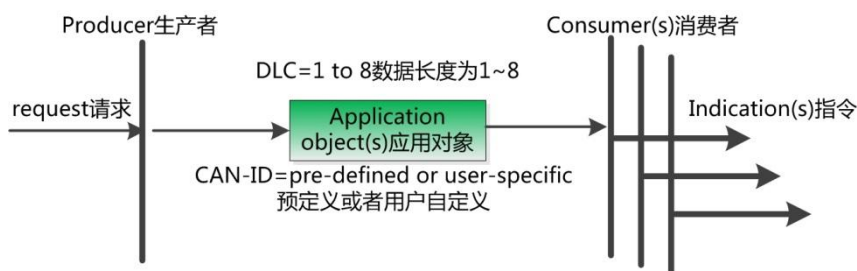 Producer生产者
Consumer(s)消费者
DLC=1 to 8数据长度为1~8
request请求
Application
object(s)应用对象
Indication(s)指令
CAN-ID=pre-defined or user-specific
预定义或者用户自定义